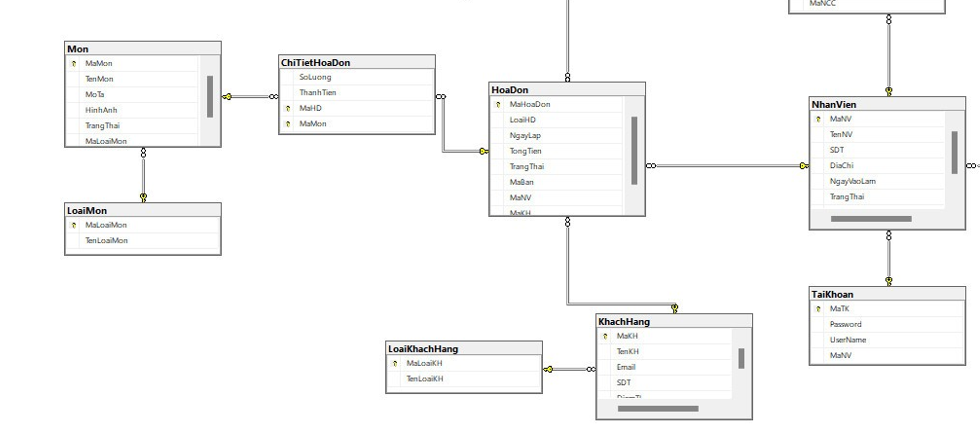 MaNCC
Mon
MaMon
TenMon
MoTa
HinhAnh
TrangThai
MaLoaiMon
ChiTietHoaDon
SoLuong
ThanhTien
MaHD
MaMon
HoaDon
MaHoaDon
LoaiHD
NgayLap
TongTien
TrangThai
MaBan
MaNV
MaKH
NhanVien
MaNV
TenNV
SDT
DiaChi
NgayVaoLam
TrangThai
LoaiMon
MaLoaiMon
TenLoaiMon
TaiKhoan
MaTK
Password
UserName
MaNV
KhachHang
MaKH
TenKH
Email
SDT
LoaiKhachHang
MaLoaiKH
TenLoaiKH